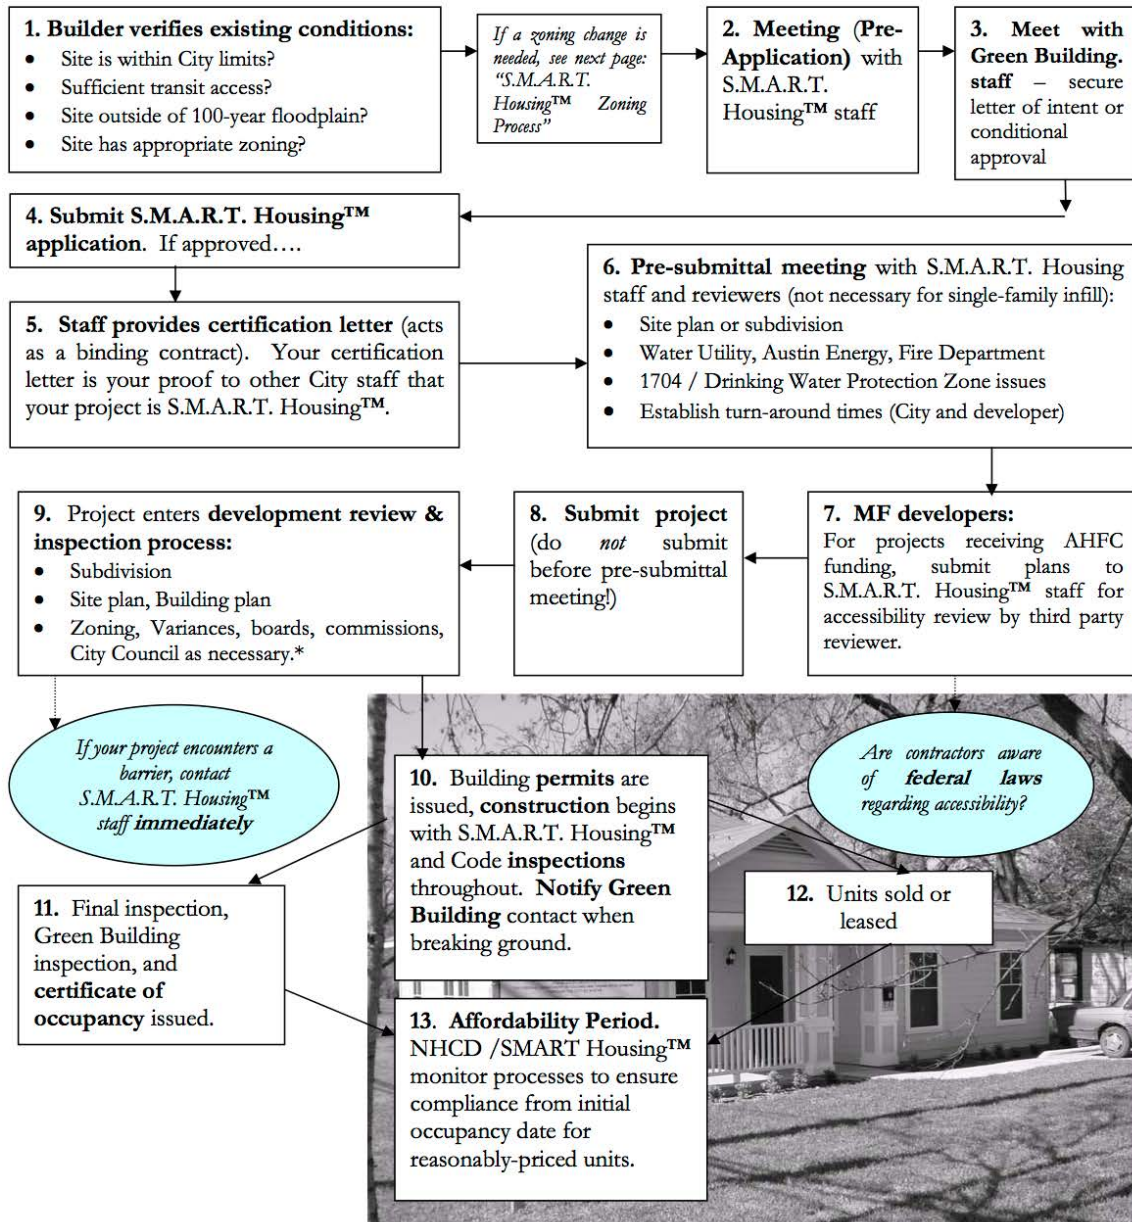 1. Builder verifies existing conditions:
• Site is within City limits?
• Sufficient transit access?
• Site outside of 100-year floodplain?
• Site has appropriate zoning?
If a zoning change is
needed, see next page:
“S.M.A.R.T.
Housing™ Zoning
Process”
2. Meeting (Pre-
Application) with
S.M.A.R.T.
Housing™ staff
3. Meet with
Green Building.
staff – secure
letter of intent or
conditional
approval
4. Submit S.M.A.R.T. Housing™
application. If approved….
5. Staff provides certification letter (acts
as a binding contract). Your certification
letter is your proof to other City staff that
your project is S.M.A.R.T. Housing™.
6. Pre-submittal meeting with S.M.A.R.T. Housing
staff and reviewers (not necessary for single-family infill):
• Site plan or subdivision
• Water Utility, Austin Energy, Fire Department
• 1704 / Drinking Water Protection Zone issues
• Establish turn-around times (City and developer)
7. MF developers:
For projects receiving AHFC
funding, submit plans to
S.M.A.R.T. Housing™ staff for
accessibility review by third party
reviewer.
8. Submit project
(do not submit
before pre-submittal
meeting!)
9. Project enters development review &
inspection process:
• Subdivision
• Site plan, Building plan
• Zoning, Variances, boards, commissions,
City Council as necessary.*
If your project encounters a
barrier, contact
S.M.A.R.T. Housing™
staff immediately
Are contractors aware
of federal laws
regarding accessibility?
10. Building permits are
issued, construction begins
with S.M.A.R.T. Housing™
and Code inspections
throughout. Notify Green
Building contact when
breaking ground.
11. Final inspection,
Green Building
inspection, and
certificate of
occupancy issued.
12. Units sold or
leased
13. Affordability Period.
NHCD /SMART Housing™
monitor processes to ensure
compliance from initial
occupancy date for
reasonably-priced units.